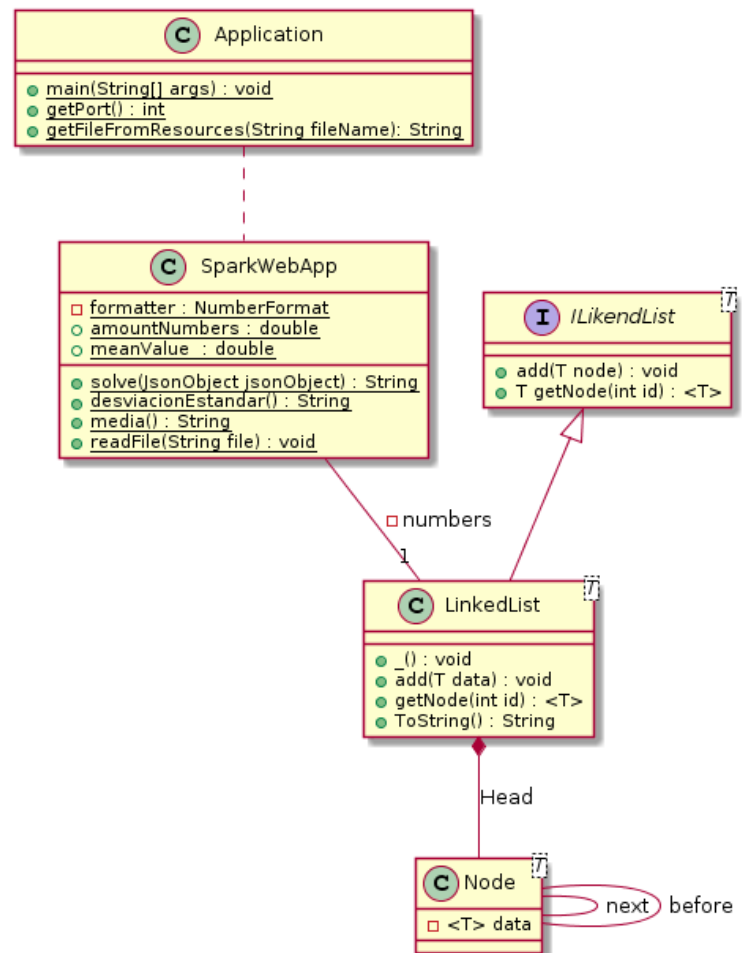 C Application
main(String[] args) : void
getPort() : int
getFileFromResources(String fileName): String
C SparkWebApp
formatter : NumberFormat
amountNumbers : double
meanValue : double
solve(JsonObject jsonObject) : String
desviacionEstandar() : String
media() : String
readFile(String file) : void
T
I ILikendList
add(T node) : void
T getNode(int id) : <T>
numbers
1
T
C LinkedList
_() : void
add(T data) : void
getNode(int id) : <T>
ToString() : String
Head
T
C Node
<T> data
next
before